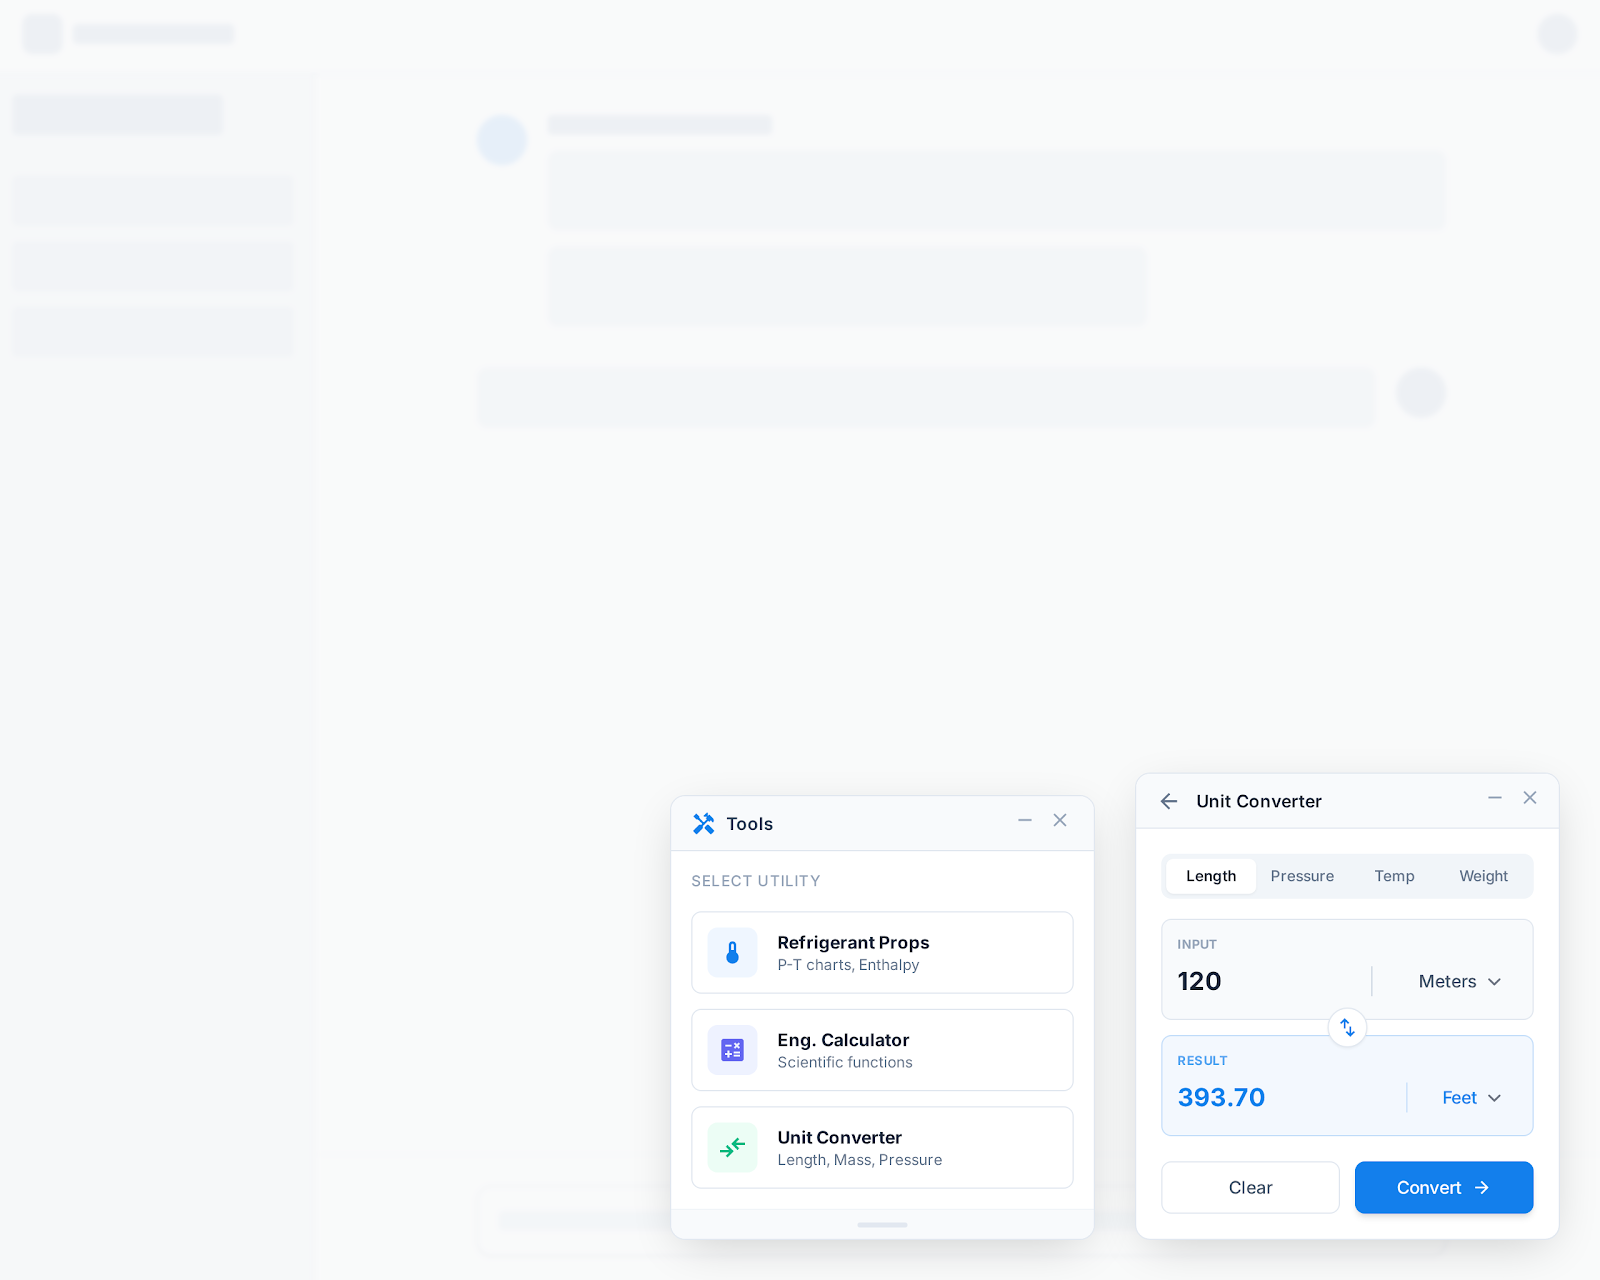 Tools
SELECT UTILITY
Refrigerant Props
P-T charts, Enthalpy
Eng. Calculator
Scientific functions
Unit Converter
Length, Mass, Pressure
Unit Converter
Length Pressure Temp Weight
INPUT
120 Meters
RESULT
393.70 Feet
Clear Convert